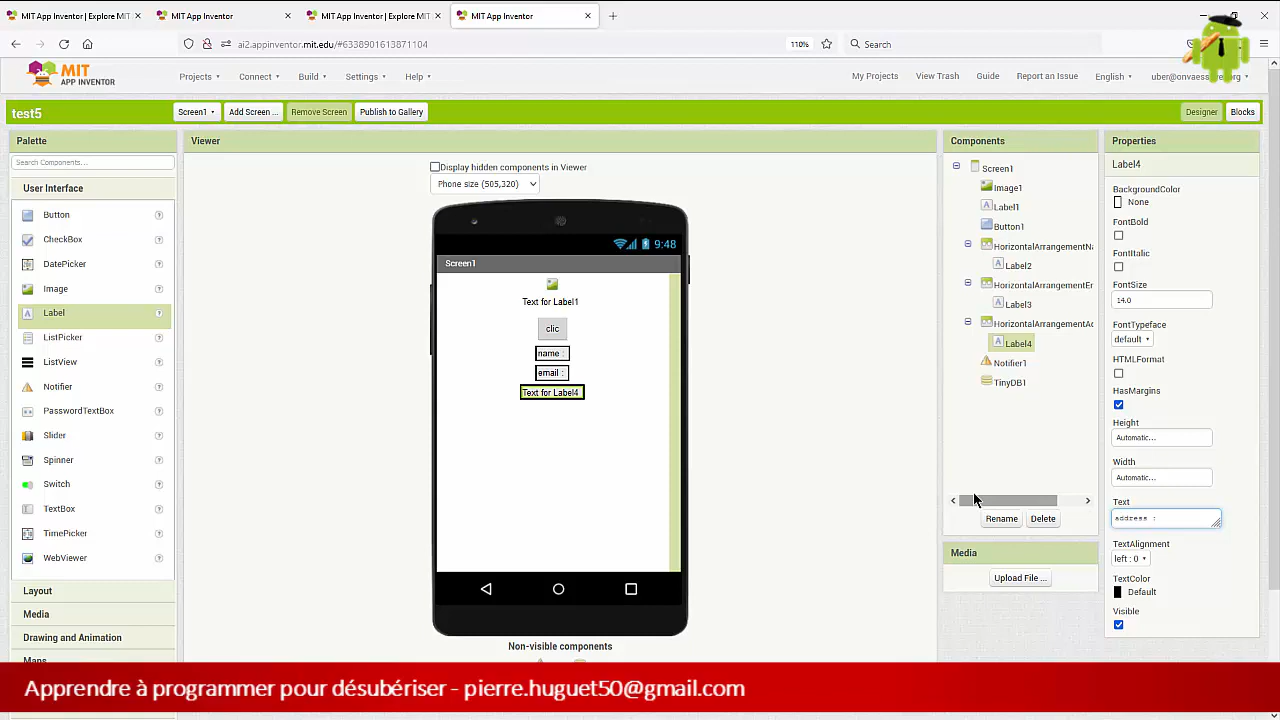 MIT App Inventor | Explore MIT
MIT App Inventor
MIT App Inventor | Explore MIT
MIT App Inventor
ai2.appinventor.mit.edu/#6338901613871104
110%
Search
MIT
APP INVENTOR
Projects
Connect
Build
Settings
Help
My Projects
View Trash
Guide
Report an Issue
English
test5
Screen1
Add Screen ...
Remove Screen
Publish to Gallery
Designer
Blocks
Palette
Search Components...
User Interface
Button
CheckBox
DatePicker
Image
Label
ListPicker
ListView
Notifier
PasswordTextBox
Slider
Spinner
Switch
TextBox
TimePicker
WebViewer
Layout
Media
Drawing and Animation
Viewer
Display hidden components in Viewer
Phone size (505,320)
9:48
Screen1
Text for Label1
clic
name :
email :
Text for Label4
Non-visible components
Components
Screen1
Image1
Label1
Button1
HorizontalArrangementNa
Label2
HorizontalArrangementEr
Label3
HorizontalArrangementAc
Label4
Notifier1
TinyDB1
Rename
Delete
Media
Upload File ...
Properties
Label4
BackgroundColor
None
FontBold
FontItalic
FontSize
14.0
FontTypeface
default
HTMLFormat
HasMargins
Height
Automatic...
Width
Automatic...
Text
address :
TextAlignment
left : 0
TextColor
Default
Visible
Apprendre à programmer pour désubériser - pierre.huguet50@gmail.com